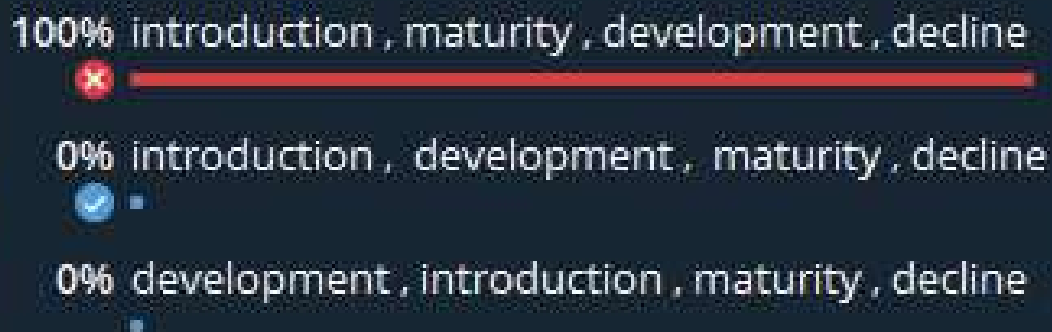 100% introduction , maturity , development , decline
0% introduction , development , maturity , decline
0% development , introduction , maturity , decline